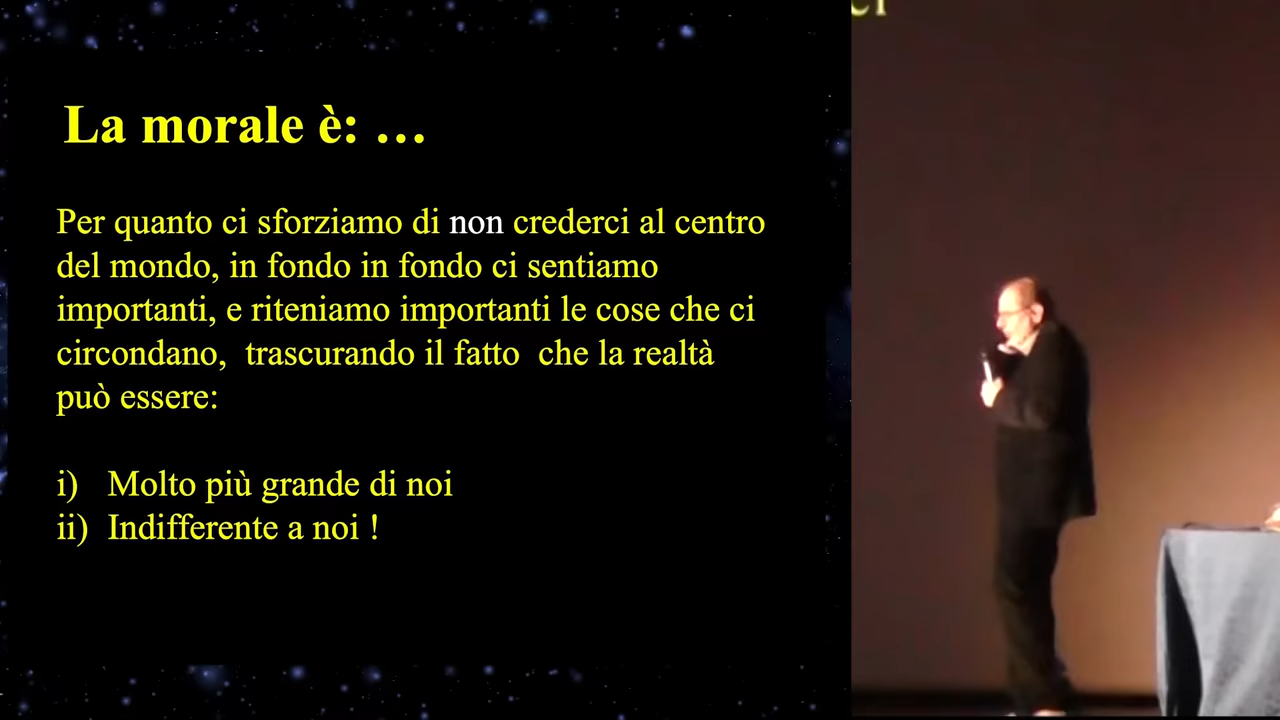 La morale è: …
Per quanto ci sforziamo di non crederci al centro
del mondo, in fondo in fondo ci sentiamo
importanti, e riteniamo importanti le cose che ci
circondano,  trascurando il fatto  che la realtà
può essere:
i) Molto più grande di noi
ii) Indifferente a noi !
ci